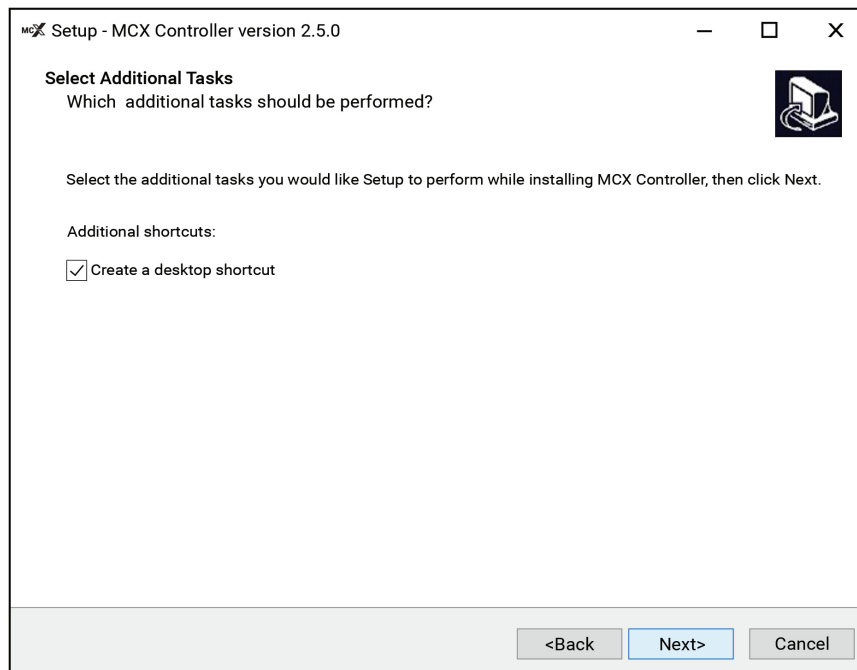 MCX Setup - MCX Controller version 2.5.0
Select Additional Tasks
Which additional tasks should be performed?
Select the additional tasks you would like Setup to perform while installing MCX Controller, then click Next.
Additional shortcuts:
Create a desktop shortcut
<Back Next> Cancel